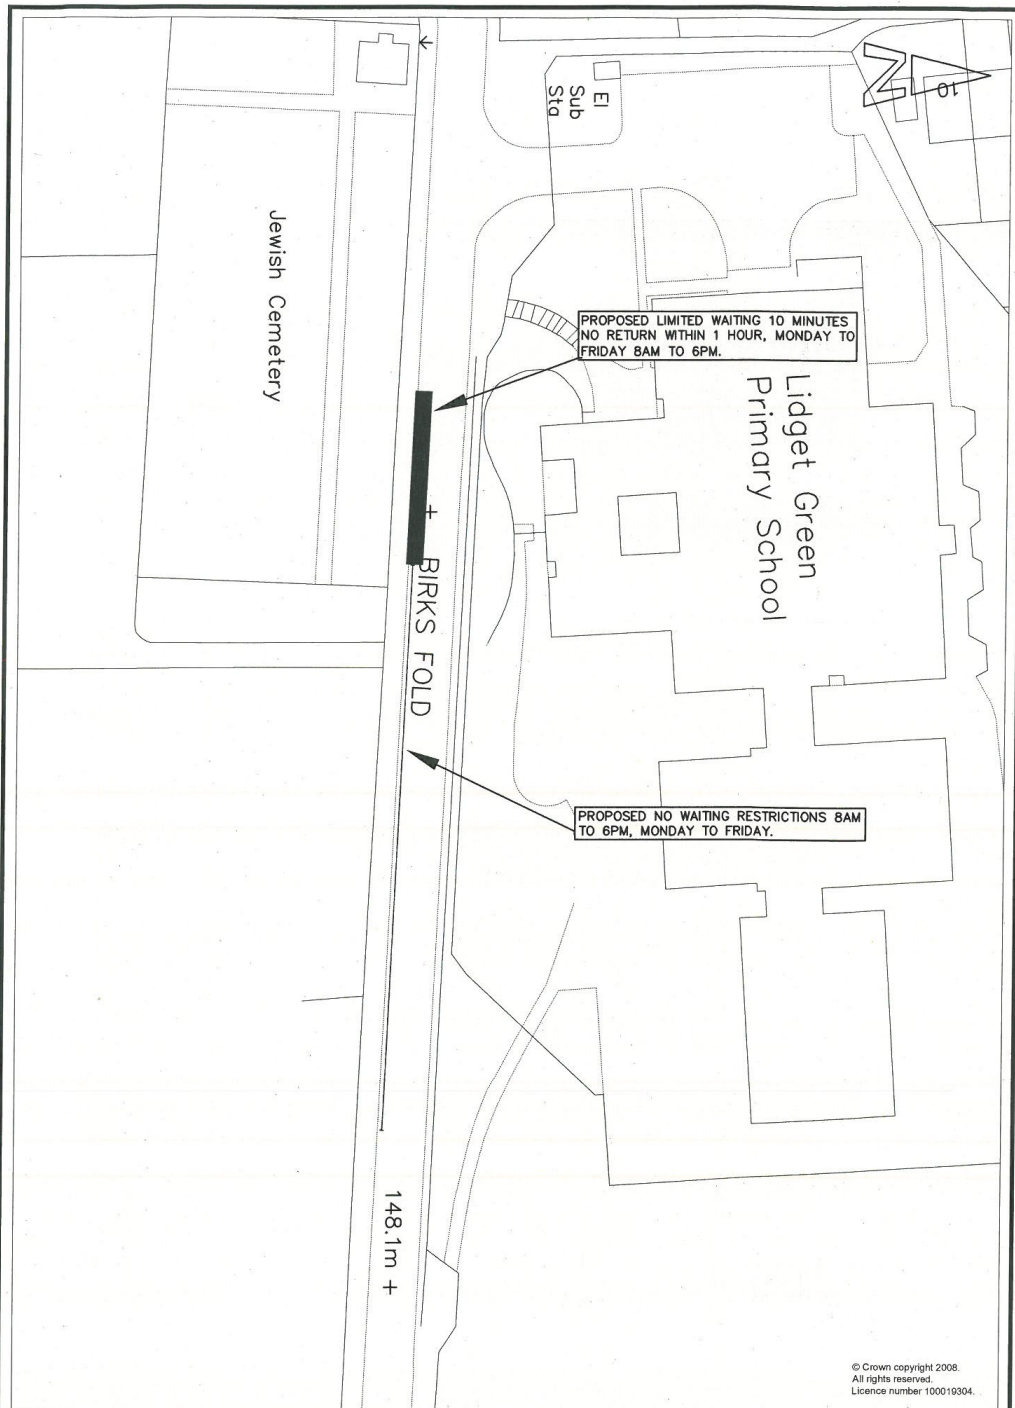 El
Sub
Sta
N
10
Jewish Cemetery
PROPOSED LIMITED WAITING 10 MINUTES
NO RETURN WITHIN 1 HOUR, MONDAY TO
FRIDAY 8AM TO 6PM.
Lidget Green
Primary School
BIRKS FOLD
PROPOSED NO WAITING RESTRICTIONS 8AM
TO 6PM, MONDAY TO FRIDAY.
148.1m +
© Crown copyright 2008.
All rights reserved.
Licence number 100019304.